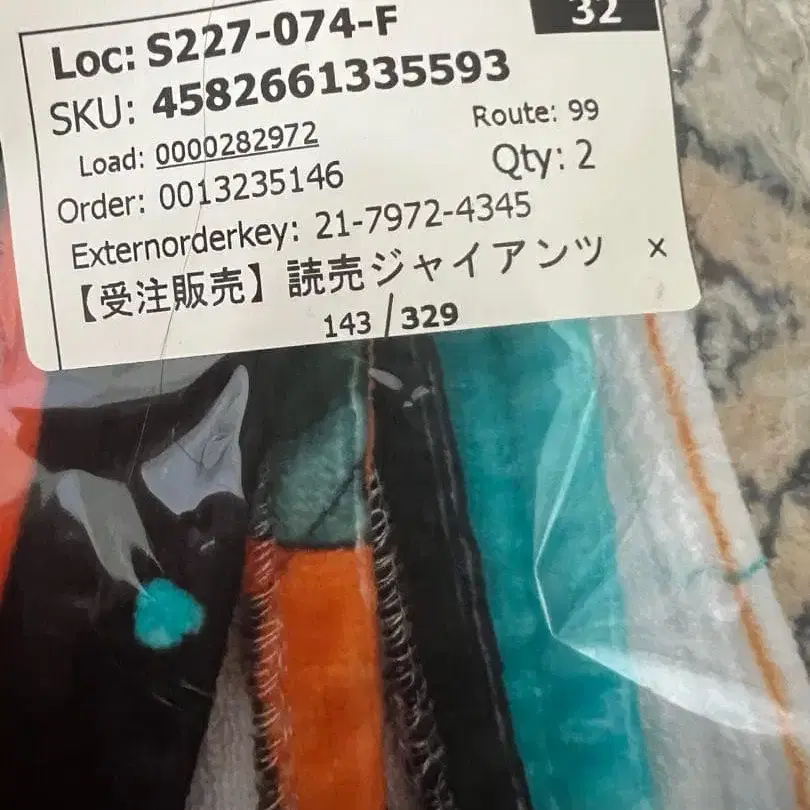 32
Loc: S227-074-F
SKU: 4582661335593
Load: 0000282972 Route: 99
Order: 0013235146 Qty: 2
Externorderkey: 21-7972-4345
【受注販売】読売ジャイアンツ ×
143 / 329